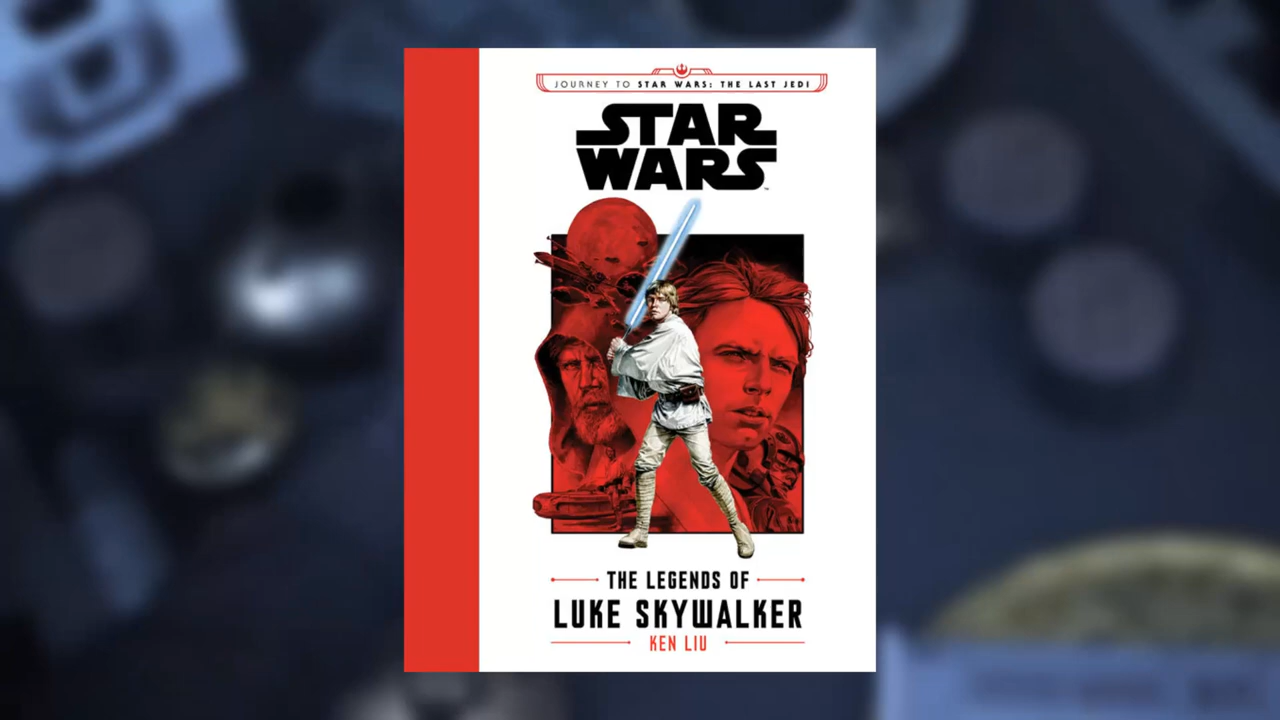 JOURNEY TO STAR WARS: THE LAST JEDI
STAR
WARS
THE LEGENDS OF
LUKE SKYWALKER
KEN LIU